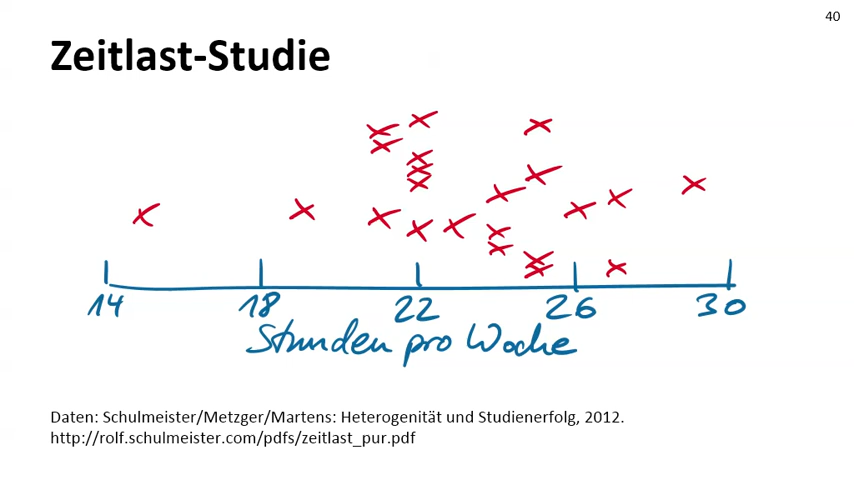 40
Zeitlast-Studie
14 18 22 26 30
Stunden pro Woche
Daten: Schulmeister/Metzger/Martens: Heterogenität und Studienerfolg, 2012.
http://rolf.schulmeister.com/pdfs/zeitlast_pur.pdf